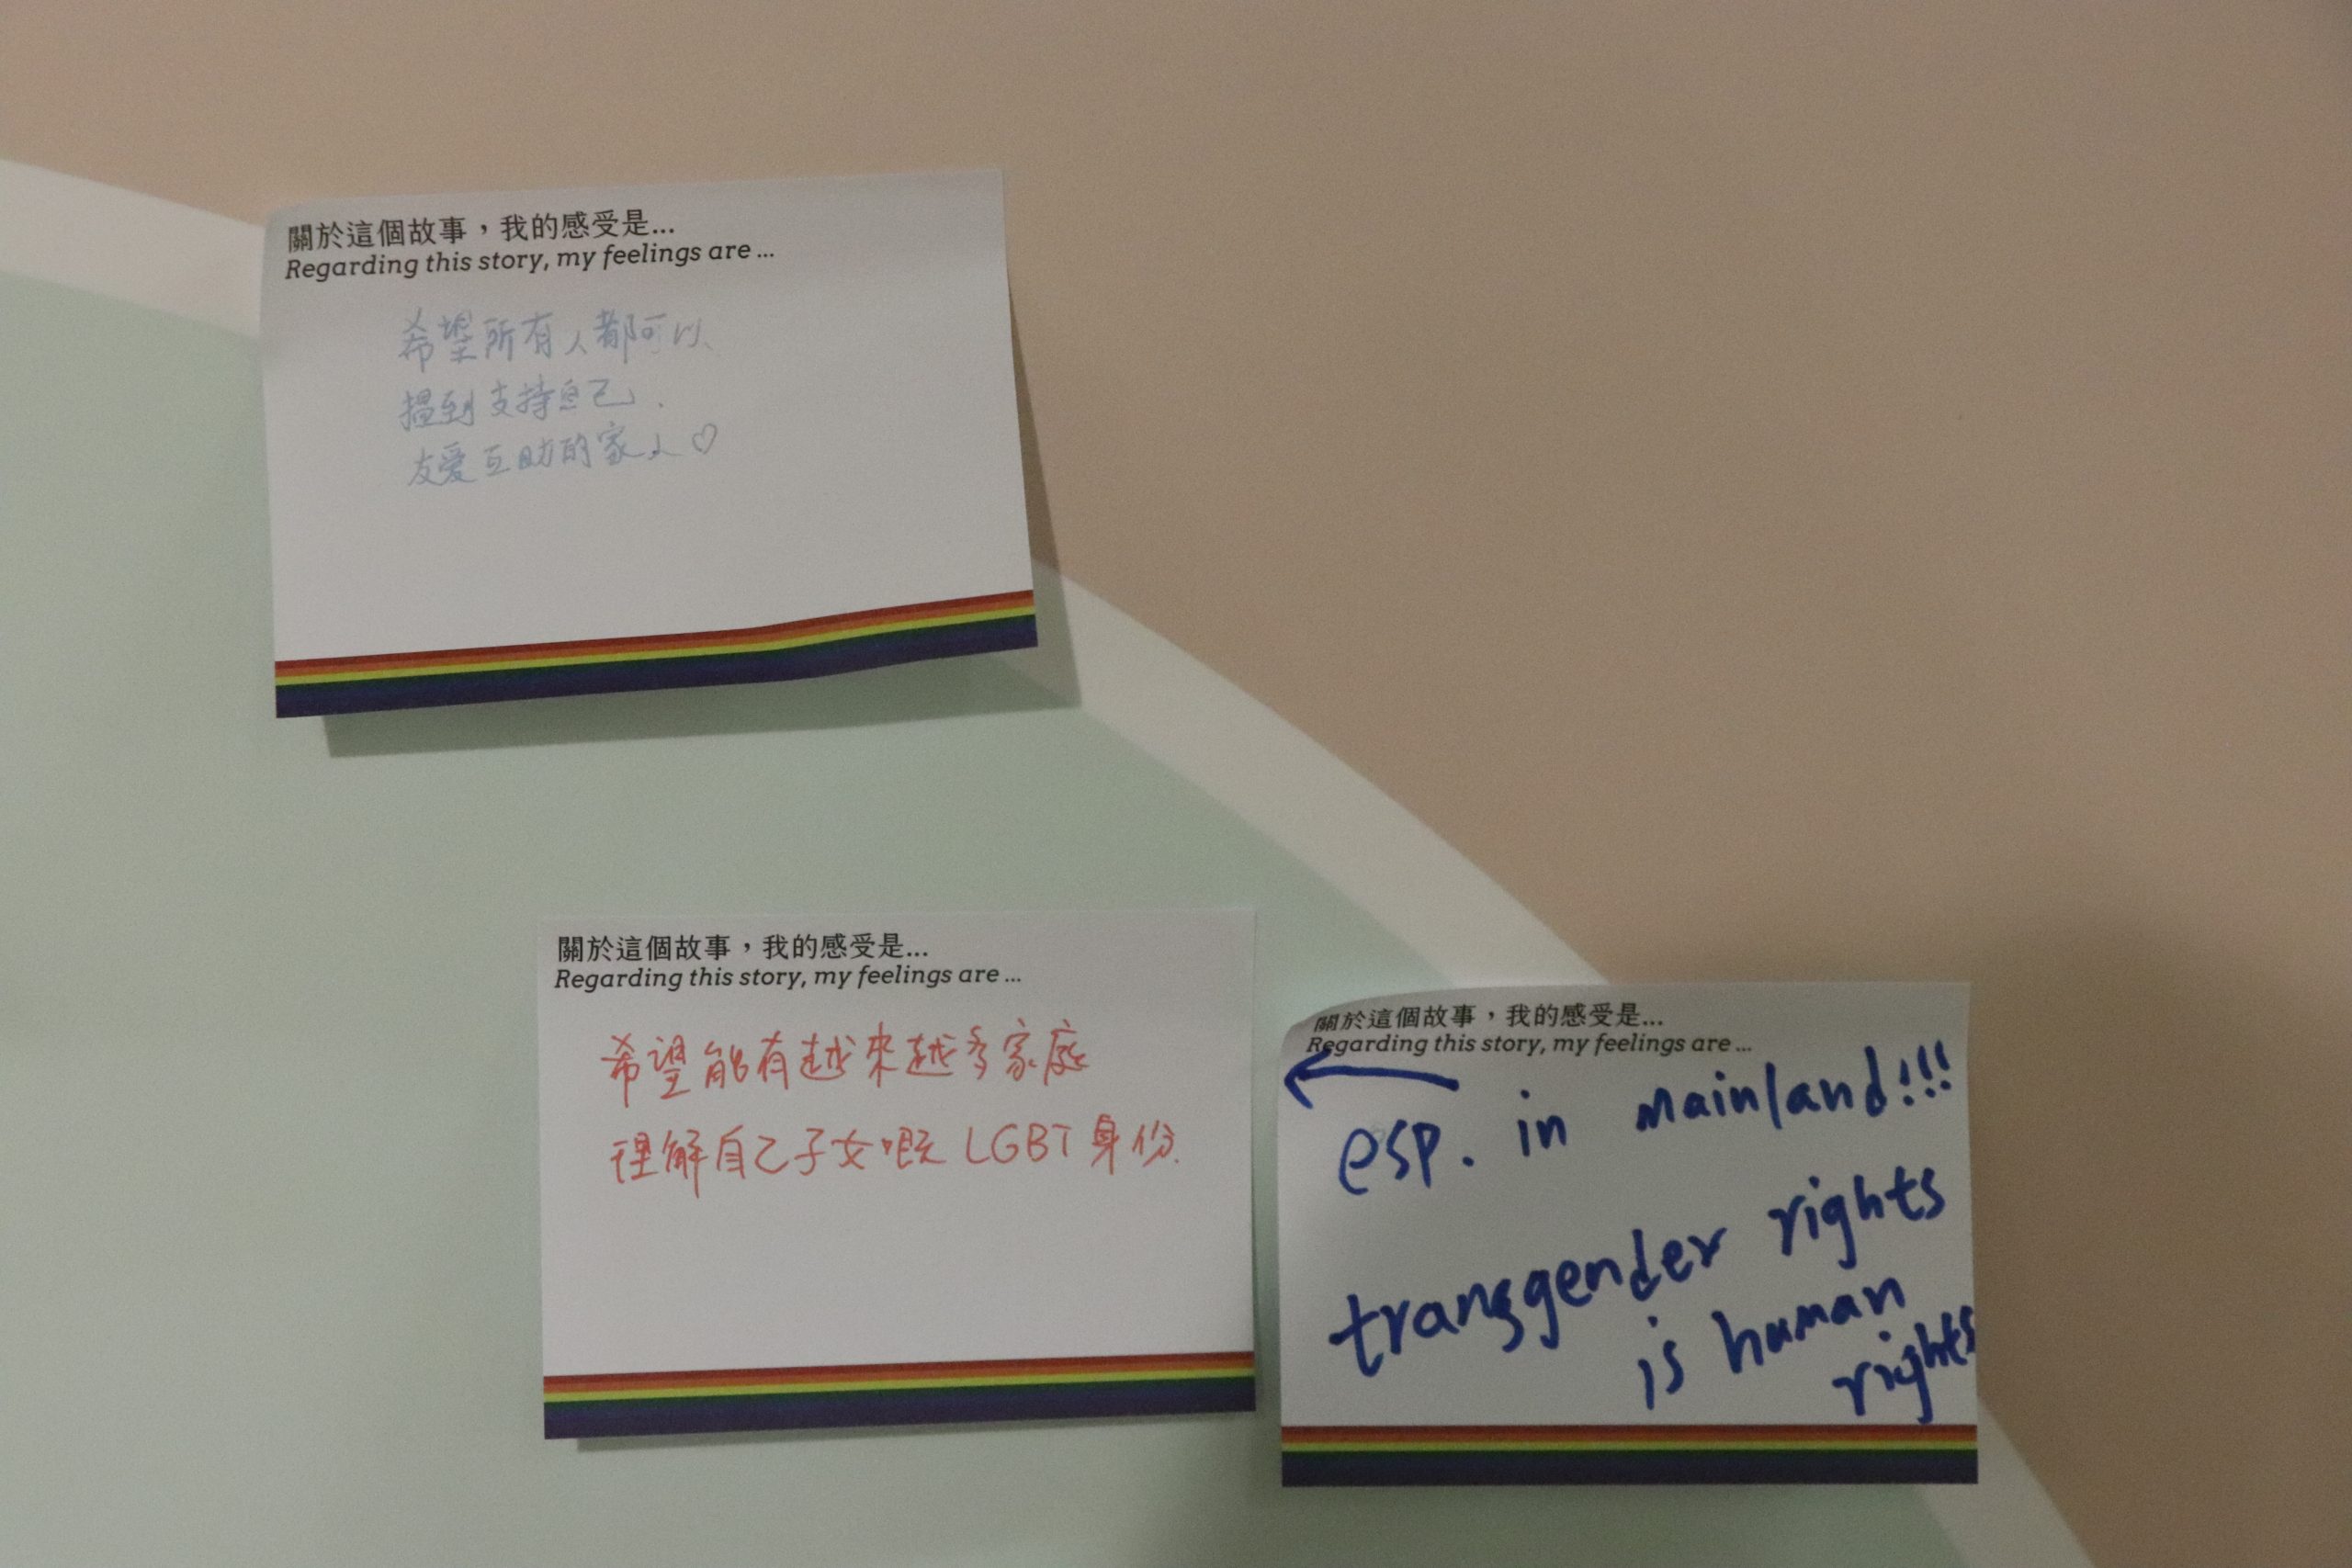 關於這個故事，我的感受是...
Regarding this story, my feelings are ...
希望所有人都可以
搵到支持自己、
友愛互助的家人♡
關於這個故事，我的感受是...
Regarding this story, my feelings are ...
希望能有越來越多家庭
理解自己子女嘅 LGBT 身份.
關於這個故事，我的感受是...
Regarding this story, my feelings are ...
← esp. in mainland!!!
transgender rights
is human
rights